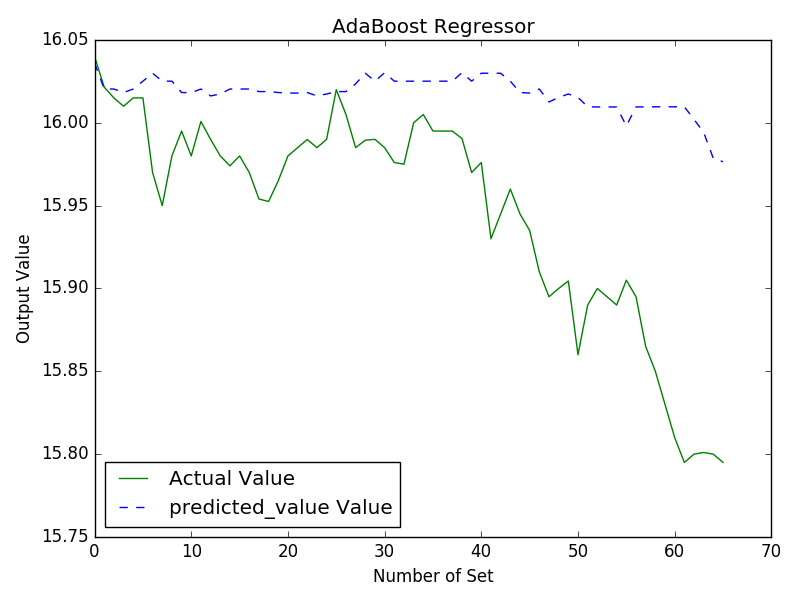 AdaBoost Regressor
16.05
16.00
15.95
15.90
15.85
15.80
15.75
Output Value
Actual Value
predicted_value Value
0 10 20 30 40 50 60 70
Number of Set